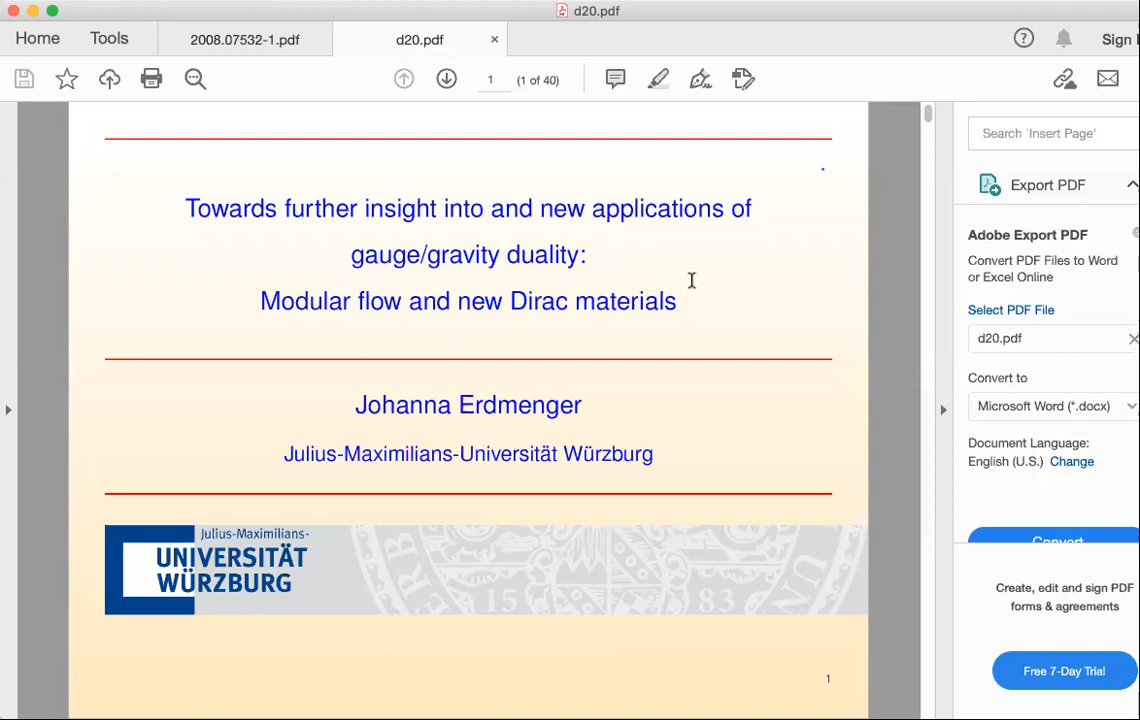 d20.pdf
Home Tools 2008.07532-1.pdf d20.pdf × Sign I
1 (1 of 40)
Search 'Insert Page'
Export PDF
Adobe Export PDF
Convert PDF Files to Word
or Excel Online
Select PDF File
d20.pdf
Convert to
Microsoft Word (*.docx)
Document Language:
English (U.S.) Change
Convert
Create, edit and sign PDF
forms & agreements
Free 7-Day Trial
Towards further insight into and new applications of
gauge/gravity duality:
Modular flow and new Dirac materials
Johanna Erdmenger
Julius-Maximilians-Universität Würzburg
Julius-Maximilians-
UNIVERSITÄT
WÜRZBURG
15 83
1